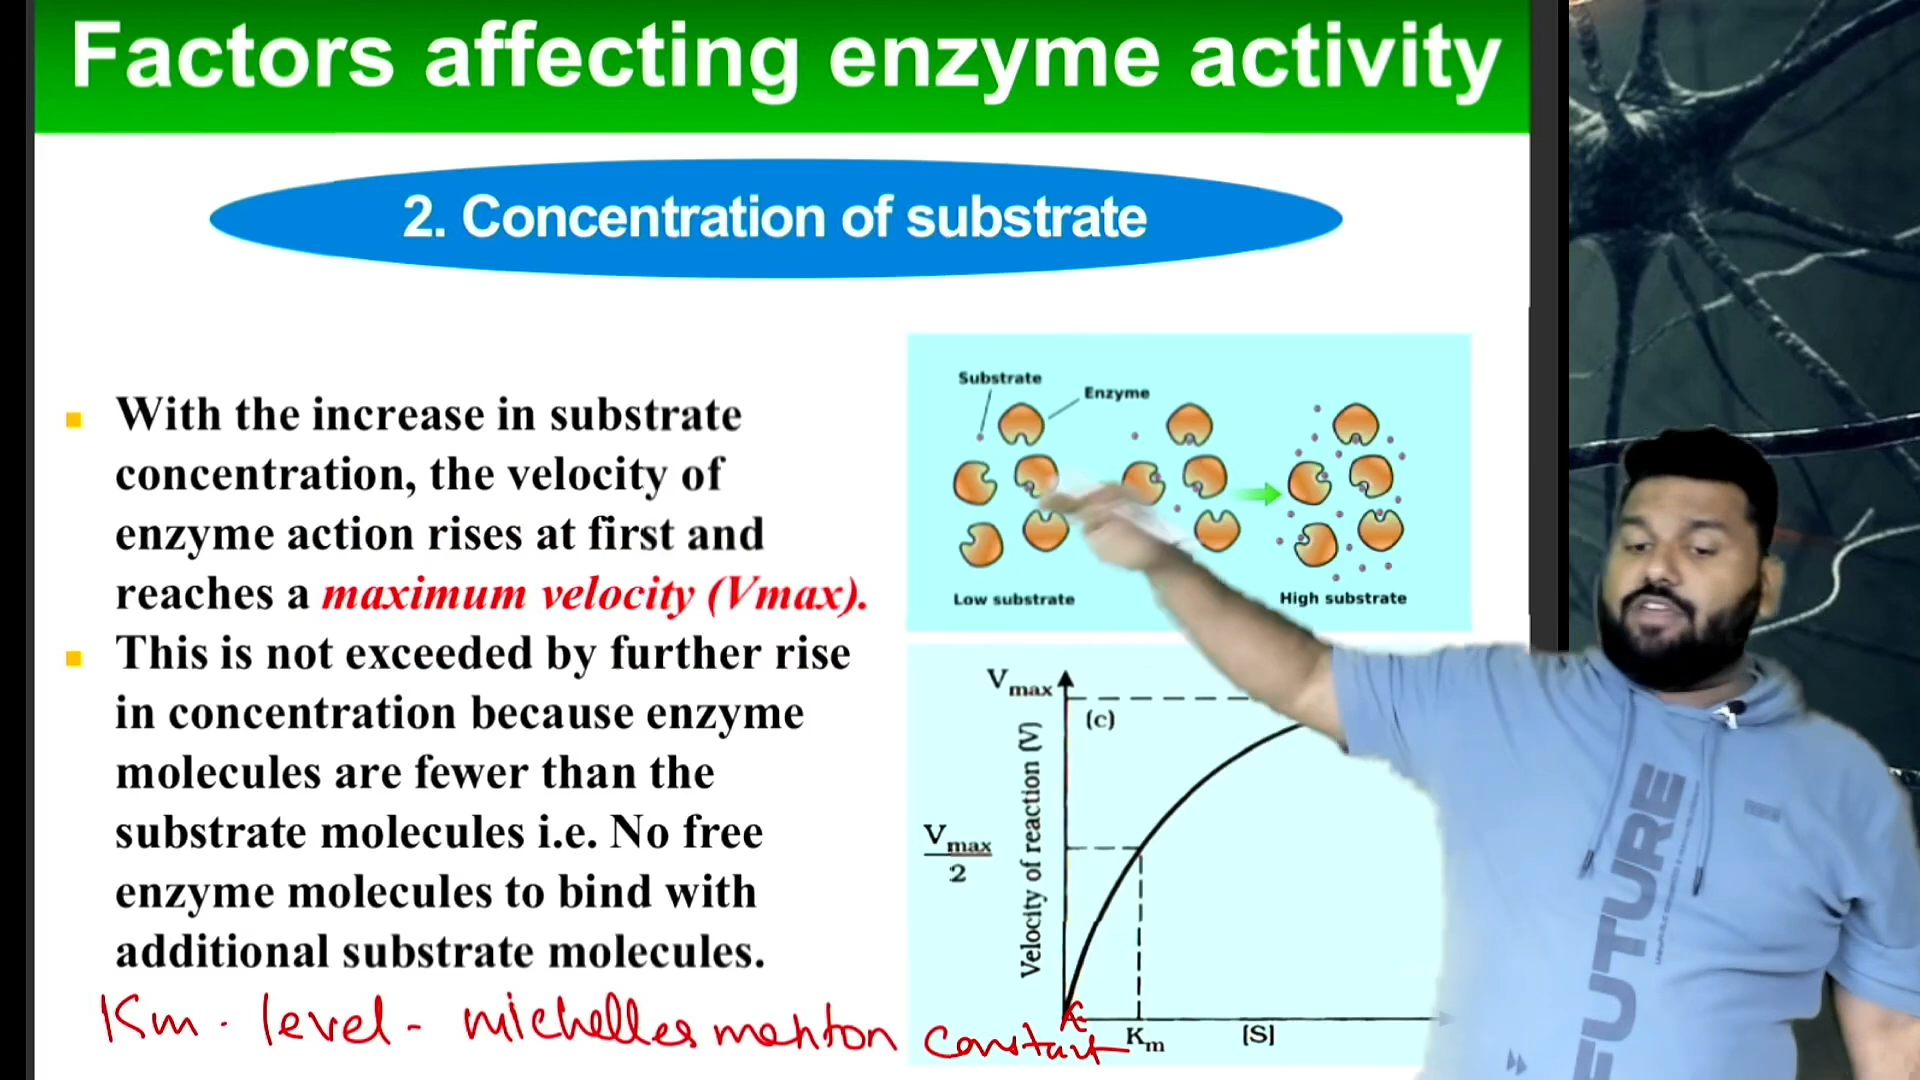 Factors affecting enzyme activity
2. Concentration of substrate
With the increase in substrate
concentration, the velocity of
enzyme action rises at first and
reaches a maximum velocity (Vmax).
This is not exceeded by further rise
in concentration because enzyme
molecules are fewer than the
substrate molecules i.e. No free
enzyme molecules to bind with
additional substrate molecules.
Km - level - michelles menton constant
Substrate
Enzyme
Low substrate
High substrate
Vmax
(c)
Vmax
2
Velocity of reaction (V)
Km
[S]
FUTURE